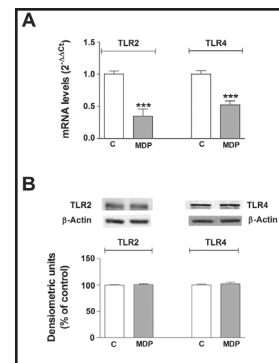 A
TLR2 TLR4
mRNA levels (2^-ΔΔCt)
1.5
1.0
0.5
0.0
*** ***
C MDP C MDP
B
TLR2 TLR4
β-Actin β-Actin
TLR2 TLR4
Densiometric units
(% of control)
150
100
50
0
C MDP C MDP